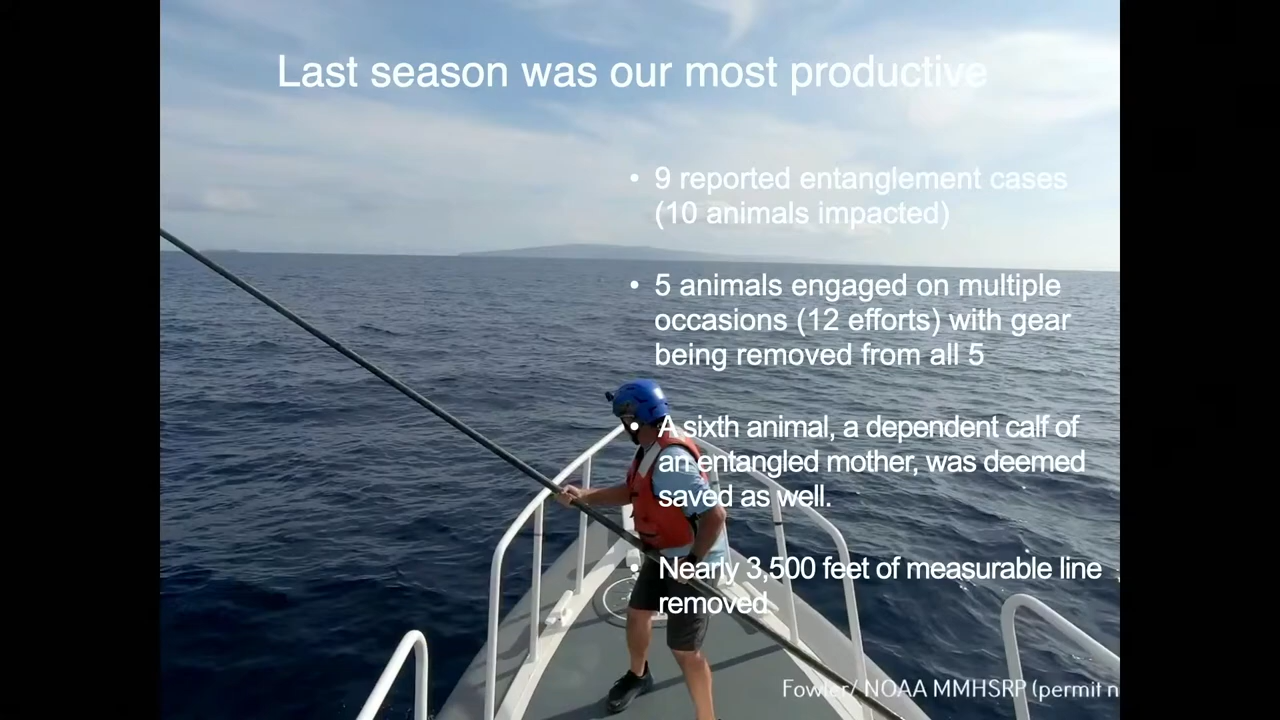 Last season was our most productive
• 9 reported entanglement cases
(10 animals impacted)
• 5 animals engaged on multiple
occasions (12 efforts) with gear
being removed from all 5
• A sixth animal, a dependent calf of
an entangled mother, was deemed
saved as well.
• Nearly 3,500 feet of measurable line
removed
Fowler/ NOAA MMHSRP (permit n